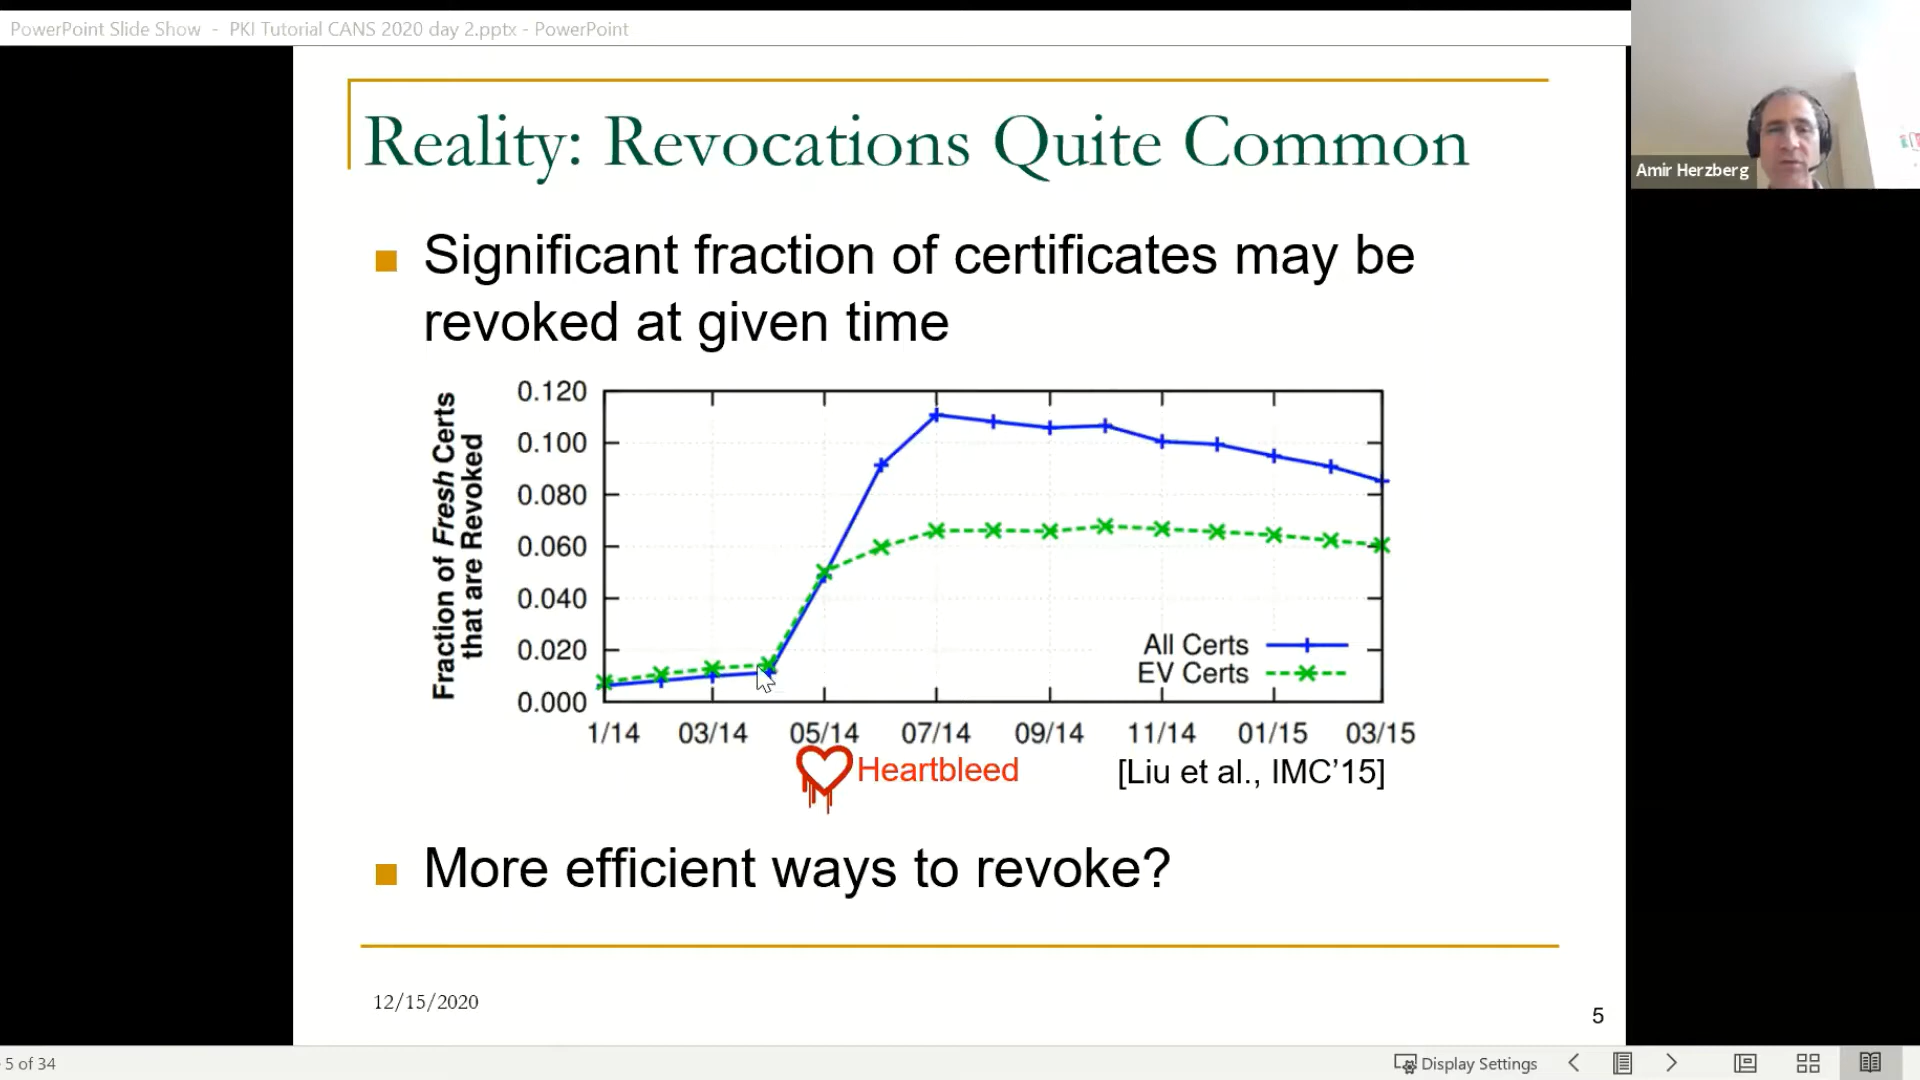 PowerPoint Slide Show - PKI Tutorial CANS 2020 day 2.pptx - PowerPoint
Amir Herzberg
Reality: Revocations Quite Common
Significant fraction of certificates may be
revoked at given time
Fraction of Fresh Certs
that are Revoked
0.120
0.100
0.080
0.060
0.040
0.020
0.000
All Certs
EV Certs
1/14 03/14 05/14 07/14 09/14 11/14 01/15 03/15
Heartbleed
[Liu et al., IMC’15]
More efficient ways to revoke?
12/15/2020
5
5 of 34
Display Settings